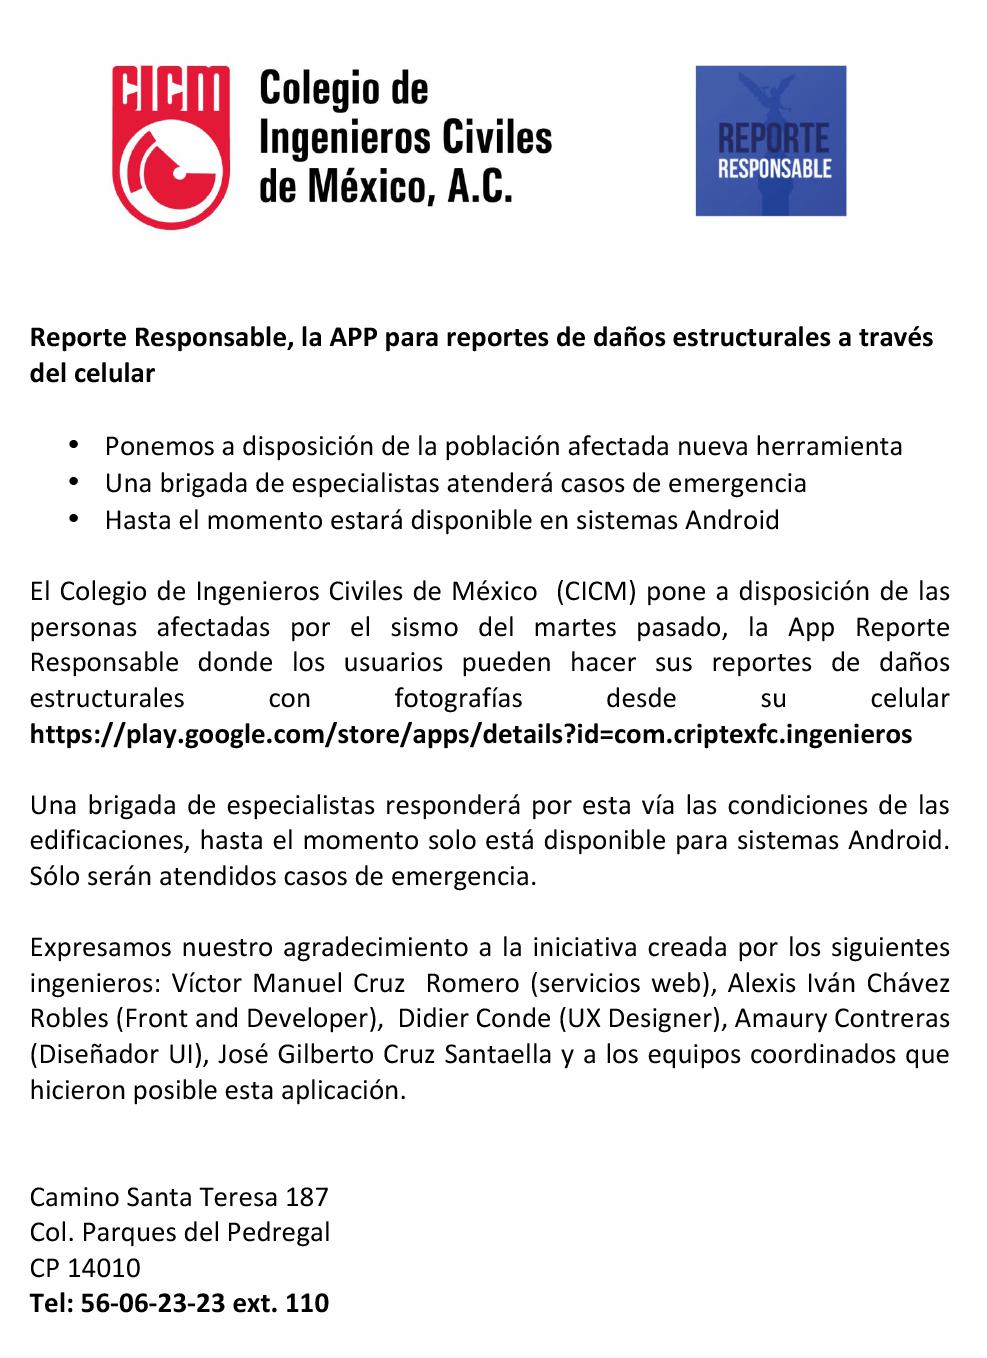 CICM
Colegio de
Ingenieros Civiles
de México, A.C.
REPORTE
RESPONSABLE
Reporte Responsable, la APP para reportes de daños estructurales a través
del celular
• Ponemos a disposición de la población afectada nueva herramienta
• Una brigada de especialistas atenderá casos de emergencia
• Hasta el momento estará disponible en sistemas Android
El Colegio de Ingenieros Civiles de México (CICM) pone a disposición de las
personas afectadas por el sismo del martes pasado, la App Reporte
Responsable donde los usuarios pueden hacer sus reportes de daños
estructurales con fotografías desde su celular
https://play.google.com/store/apps/details?id=com.criptexfc.ingenieros
Una brigada de especialistas responderá por esta vía las condiciones de las
edificaciones, hasta el momento solo está disponible para sistemas Android.
Sólo serán atendidos casos de emergencia.
Expresamos nuestro agradecimiento a la iniciativa creada por los siguientes
ingenieros: Víctor Manuel Cruz Romero (servicios web), Alexis Iván Chávez
Robles (Front and Developer), Didier Conde (UX Designer), Amaury Contreras
(Diseñador UI), José Gilberto Cruz Santaella y a los equipos coordinados que
hicieron posible esta aplicación.
Camino Santa Teresa 187
Col. Parques del Pedregal
CP 14010
Tel: 56-06-23-23 ext. 110